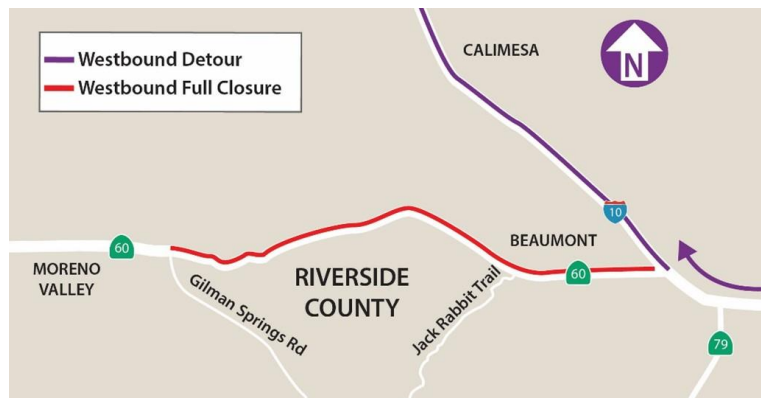 Westbound Detour
Westbound Full Closure
CALIMESA
N
10
BEAUMONT
60
60
MORENO
VALLEY
Gilman Springs Rd
RIVERSIDE
COUNTY
Jack Rabbit Trail
79